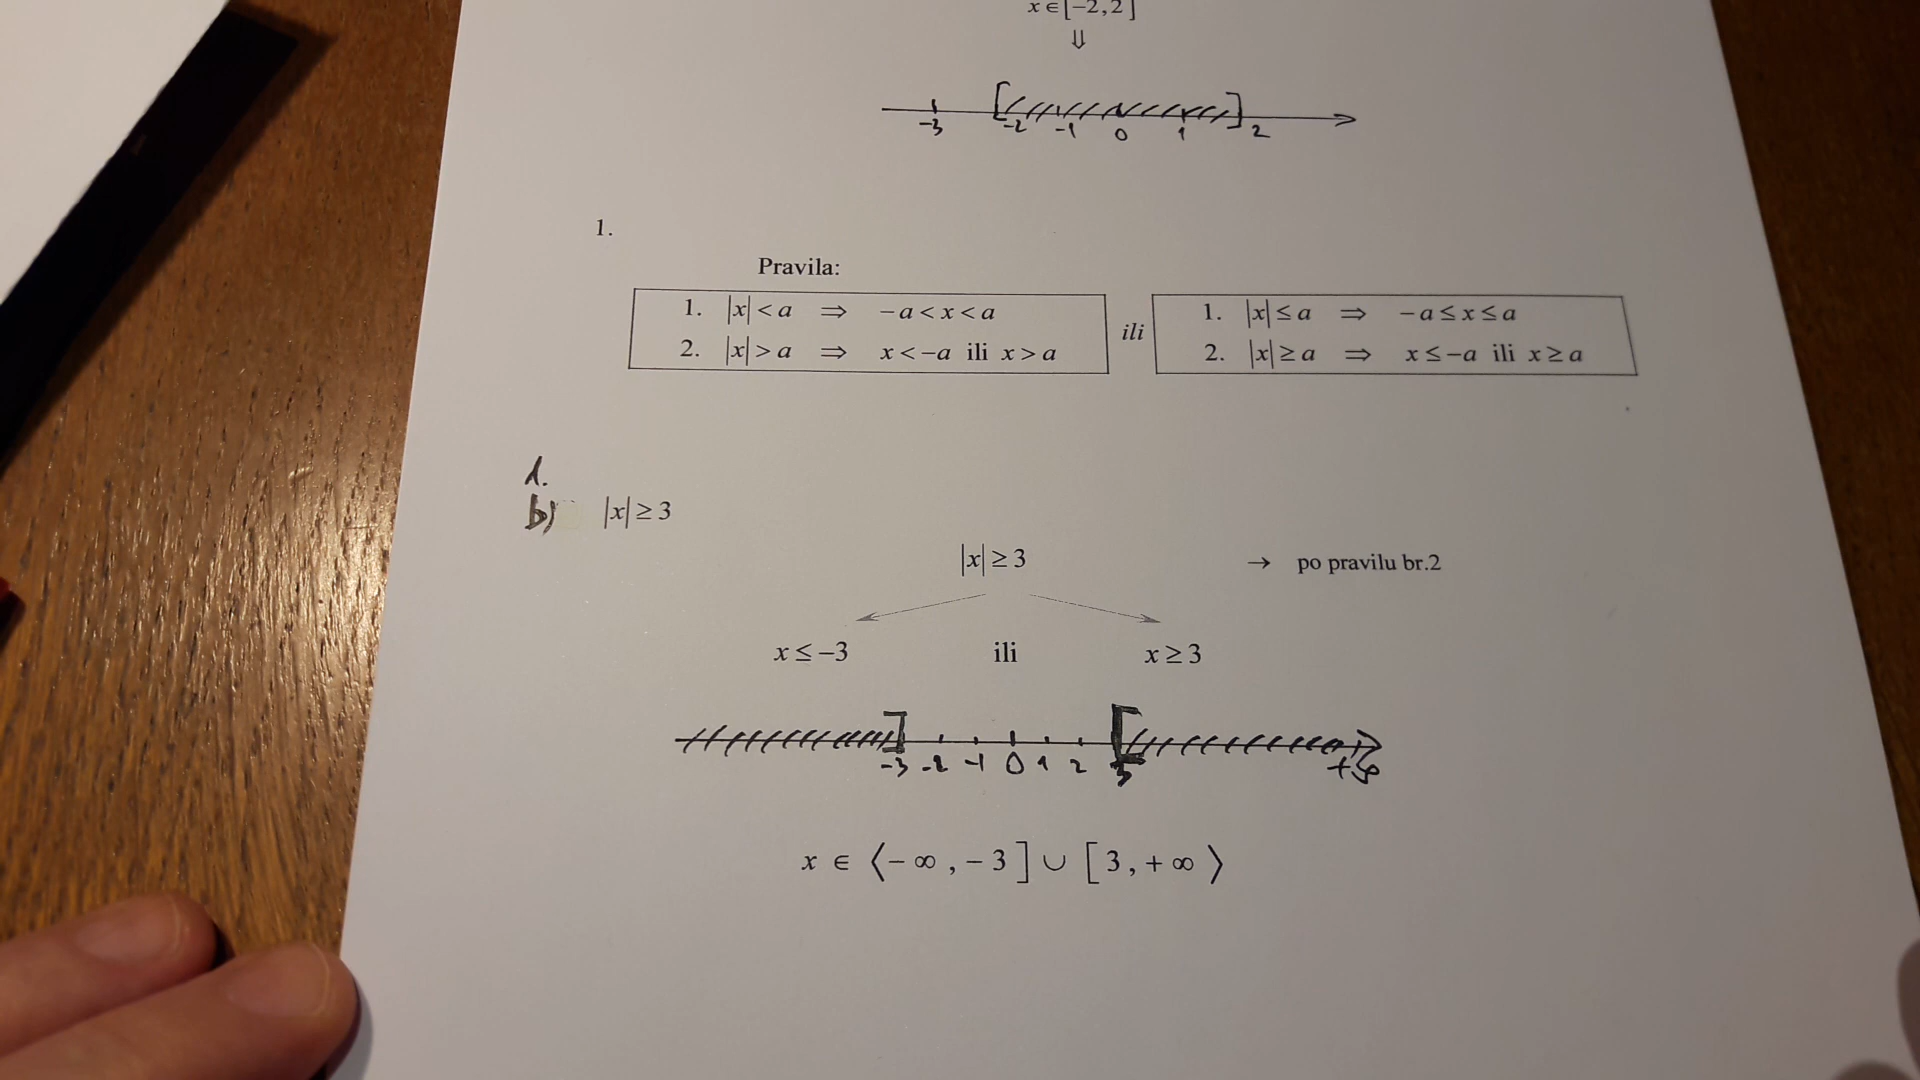 x ∈ [−2, 2]
⇓
-3 -2 -1 0 1 2
1.
Pravila:
1. |x| < a ⇒ −a < x < a
2. |x| > a ⇒ x < −a ili x > a
ili
1. |x| ≤ a ⇒ −a ≤ x ≤ a
2. |x| ≥ a ⇒ x ≤ −a ili x ≥ a
1.
b) |x| ≥ 3
|x| ≥ 3 → po pravilu br.2
x ≤ −3 ili x ≥ 3
-3 -2 -1 0 1 2 3
x ∈ ⟨−∞, −3] ∪ [3, +∞⟩